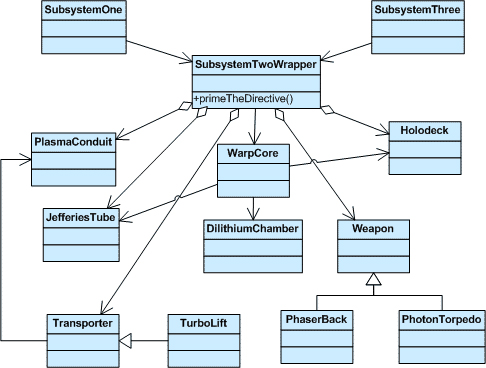 SubsystemOne
SubsystemThree
SubsystemTwoWrapper
+primeTheDirective()
PlasmaConduit
WarpCore
Holodeck
JefferiesTube
DilithiumChamber
Weapon
Transporter
TurboLift
PhaserBack
PhotonTorpedo